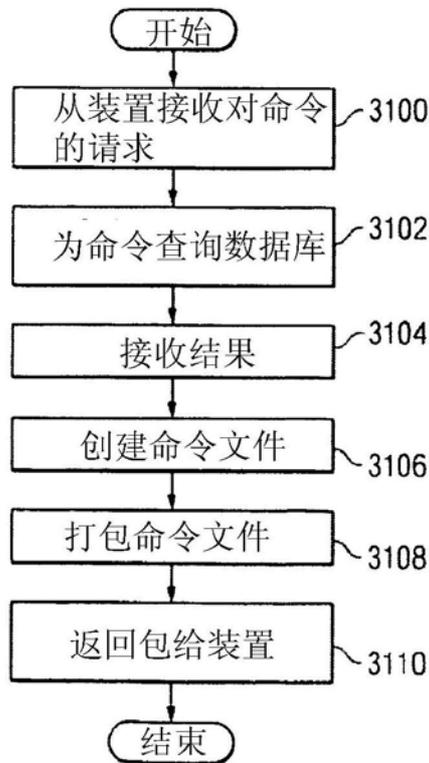 开始
从装置接收对命令
的请求
3100
为命令查询数据库
3102
接收结果
3104
创建命令文件
3106
打包命令文件
3108
返回包给装置
3110
结束